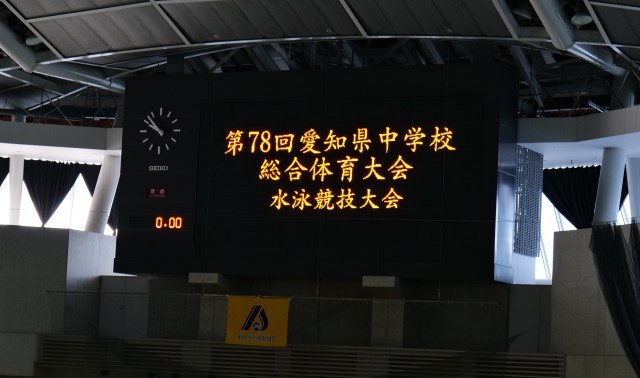 第78回愛知県中学校
総合体育大会
水泳競技大会
SEIKO
0:00